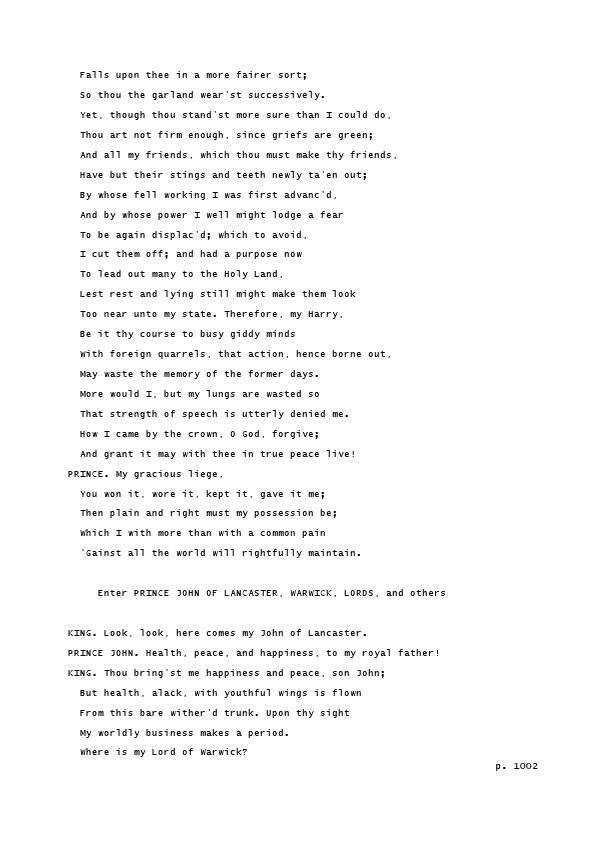 Falls upon thee in a more fairer sort;
So thou the garland wear'st successively.
Yet, though thou stand'st more sure than I could do,
Thou art not firm enough, since griefs are green;
And all my friends, which thou must make thy friends,
Have but their stings and teeth newly ta'en out;
By whose fell working I was first advanc'd,
And by whose power I well might lodge a fear
To be again displac'd; which to avoid,
I cut them off; and had a purpose now
To lead out many to the Holy Land,
Lest rest and lying still might make them look
Too near unto my state. Therefore, my Harry,
Be it thy course to busy giddy minds
With foreign quarrels, that action, hence borne out,
May waste the memory of the former days.
More would I, but my lungs are wasted so
That strength of speech is utterly denied me.
How I came by the crown, O God, forgive;
And grant it may with thee in true peace live!
PRINCE. My gracious liege,
You won it, wore it, kept it, gave it me;
Then plain and right must my possession be;
Which I with more than with a common pain
'Gainst all the world will rightfully maintain.
Enter PRINCE JOHN OF LANCASTER, WARWICK, LORDS, and others
KING. Look, look, here comes my John of Lancaster.
PRINCE JOHN. Health, peace, and happiness, to my royal father!
KING. Thou bring'st me happiness and peace, son John;
But health, alack, with youthful wings is flown
From this bare wither'd trunk. Upon thy sight
My worldly business makes a period.
Where is my Lord of Warwick?
p. 1002